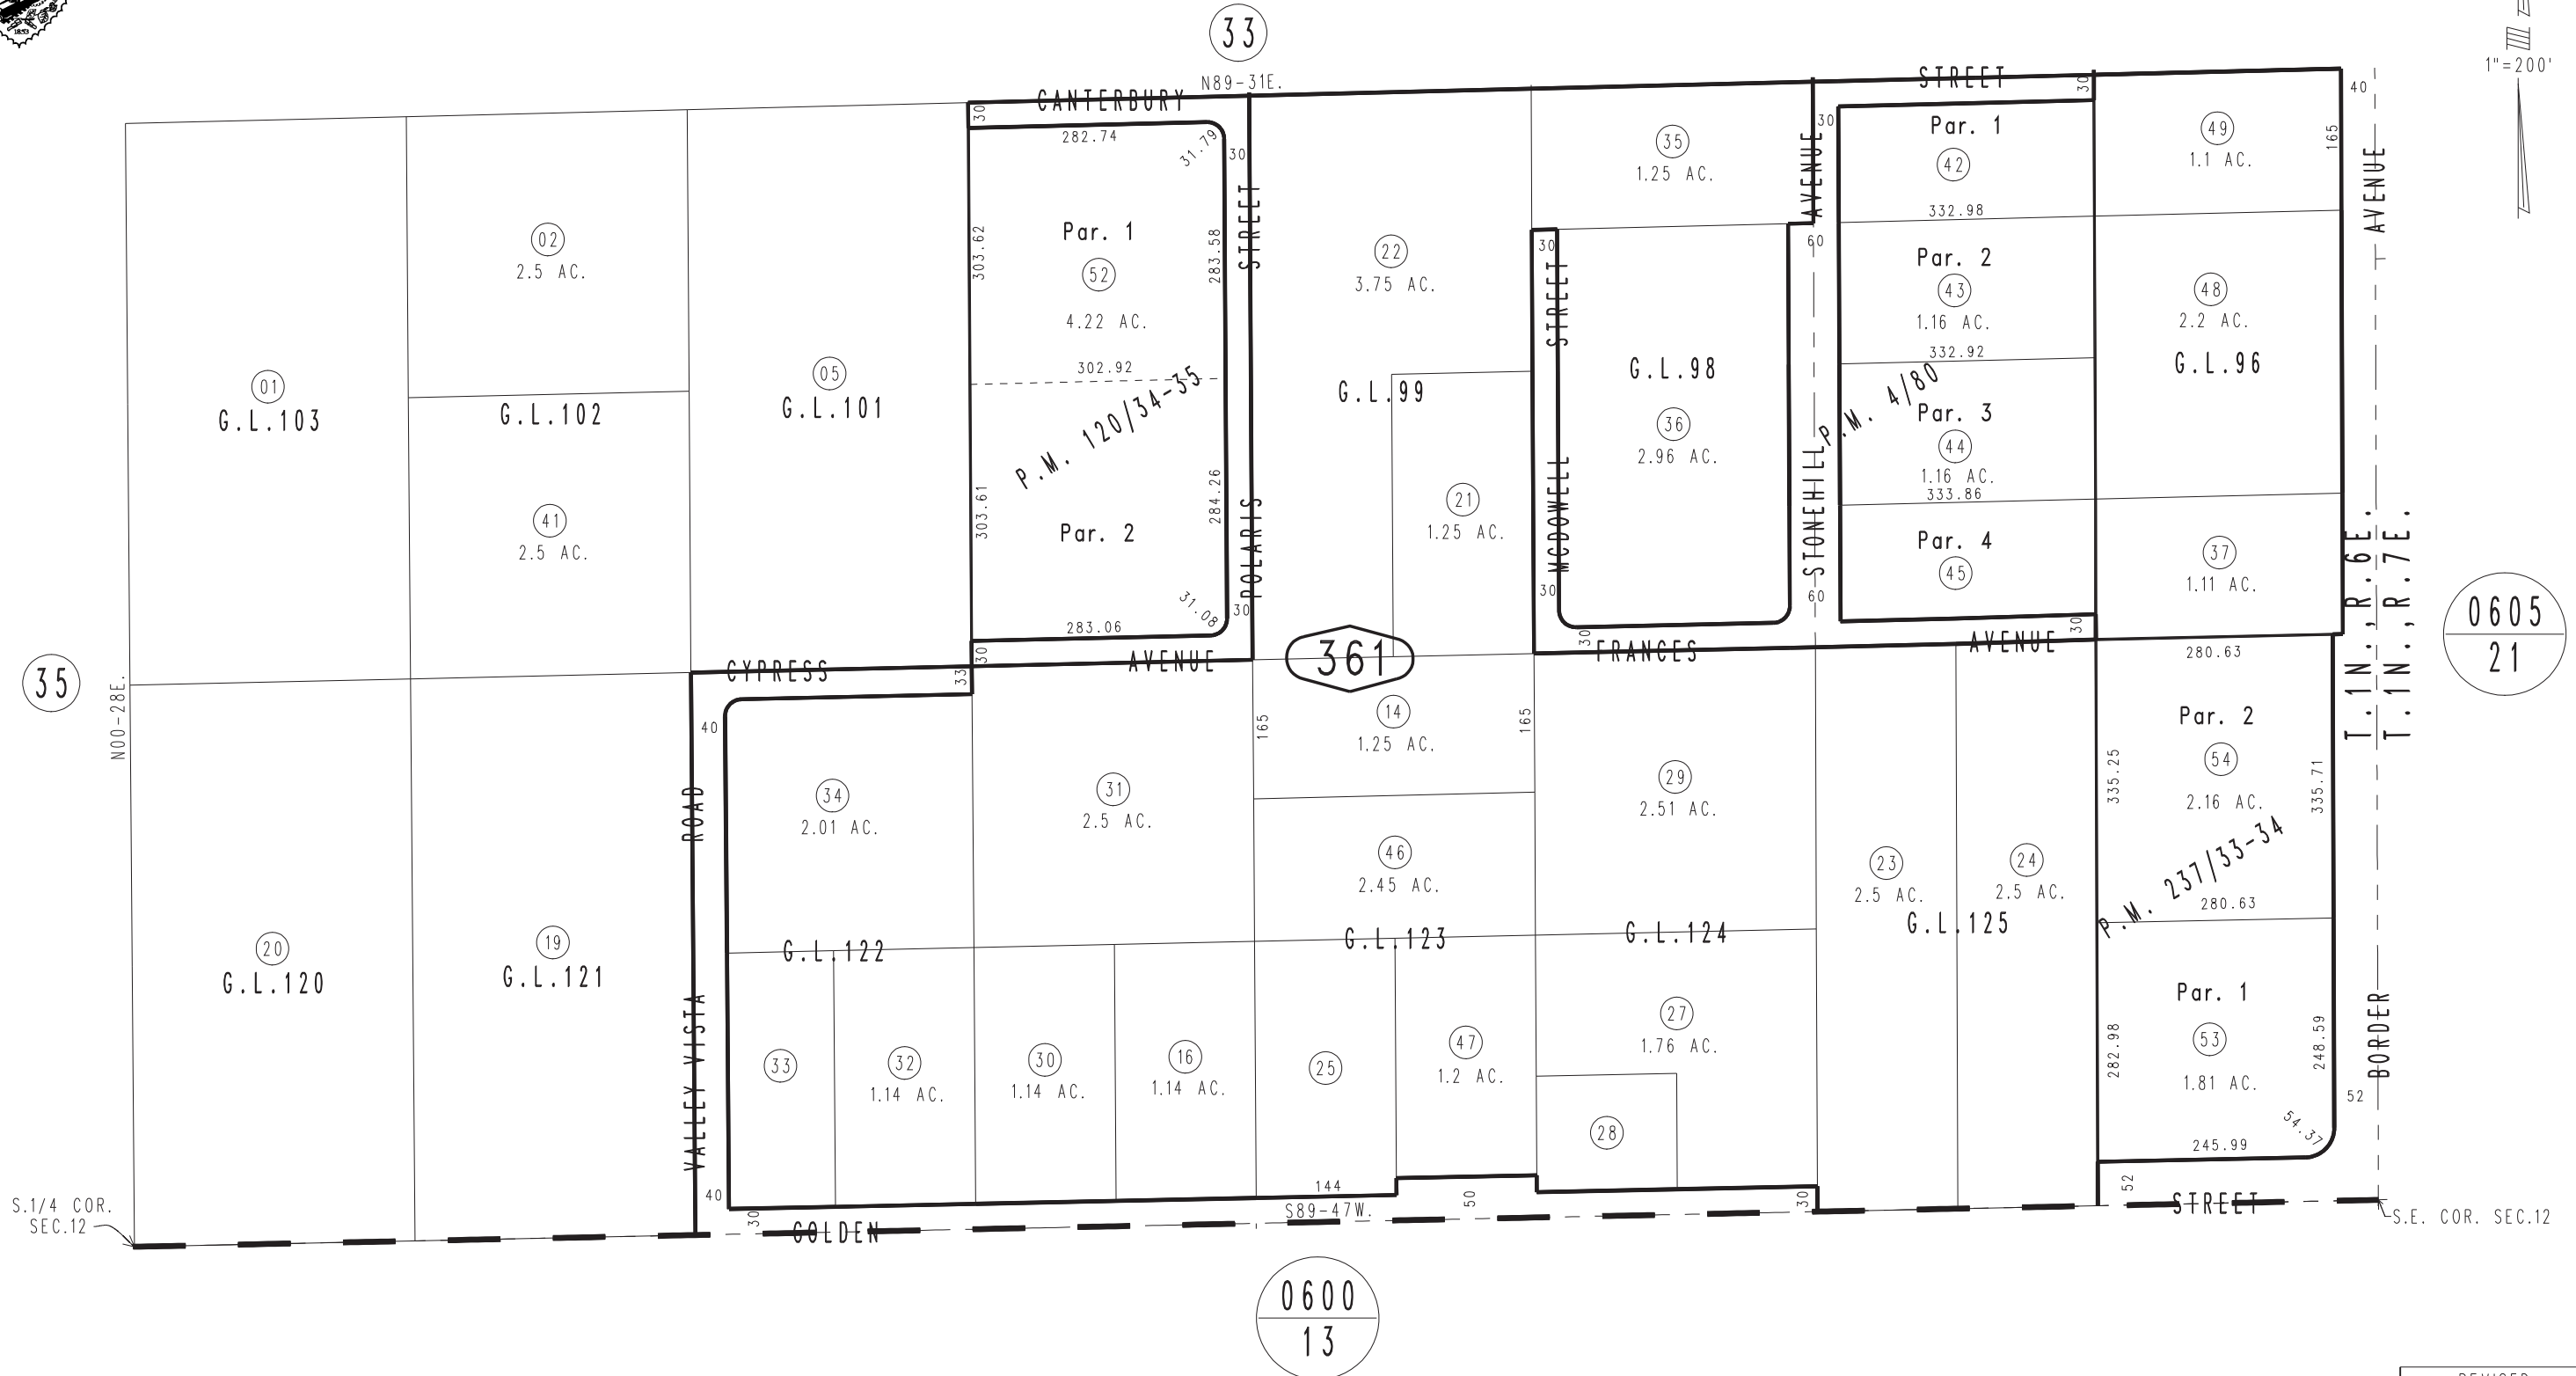 1853
33
N89-31E.
1"=200'
CANTERBURY STREET
30
282.74
31.79
30
30
30
40
165
AVENUE
Par. 1
42
332.98
49
1.1 AC.
35
1.25 AC.
AVENUE
60
STREET
02
2.5 AC.
303.62
Par. 1
52
4.22 AC.
283.58
302.92
22
3.75 AC.
30
STREET
Par. 2
43
1.16 AC.
332.92
48
2.2 AC.
G.L.96
01
G.L.103
G.L.102
05
G.L.101
P.M. 120/34-35
G.L.99
G.L.98
36
2.96 AC.
P.M. 4/80
Par. 3
44
1.16 AC.
333.86
41
2.5 AC.
303.61
Par. 2
284.26
POLARIS
21
1.25 AC.
MCDOWELL
STONEHILL
Par. 4
45
37
1.11 AC.
T.1N., R.6E.
T.1N., R.7E.
0605
21
31.08
30
283.06
30
60
30
30
30
35
N00-28E.
CYPRESS AVENUE
33
361
FRANCES AVENUE
280.63
40
165
14
1.25 AC.
165
Par. 2
54
2.16 AC.
335.25
335.71
ROAD
34
2.01 AC.
31
2.5 AC.
46
2.45 AC.
29
2.51 AC.
23
2.5 AC.
24
2.5 AC.
P.M. 237/33-34
280.63
20
G.L.120
19
G.L.121
G.L.122
G.L.123
G.L.124
G.L.125
VALLEY VISTA
33
32
1.14 AC.
30
1.14 AC.
16
1.14 AC.
25
47
1.2 AC.
27
1.76 AC.
28
Par. 1
53
1.81 AC.
282.98
248.59
BORDER
52
54.37
245.99
S.1/4 COR.
SEC.12
40
30
GOLDEN STREET
144
S89-47W.
50
30
52
S.E. COR. SEC.12
0600
13
REVISED